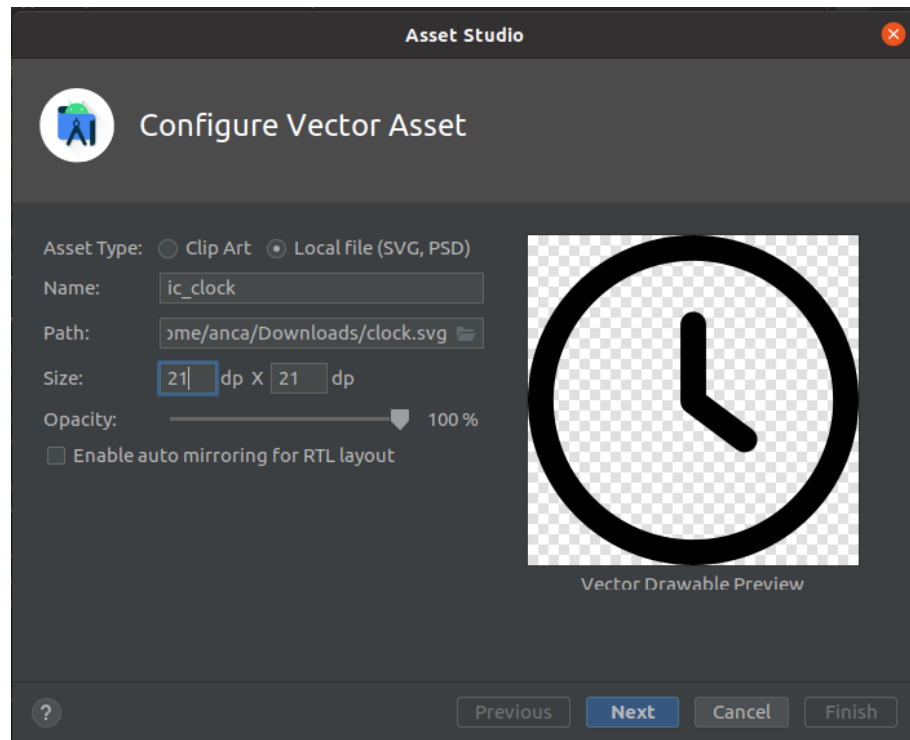 Asset Studio
Configure Vector Asset
Asset Type: Clip Art Local file (SVG, PSD)
Name: ic_clock
Path: ome/anca/Downloads/clock.svg
Size: 21 dp X 21 dp
Opacity: 100 %
Enable auto mirroring for RTL layout
Vector Drawable Preview
? Previous Next Cancel Finish